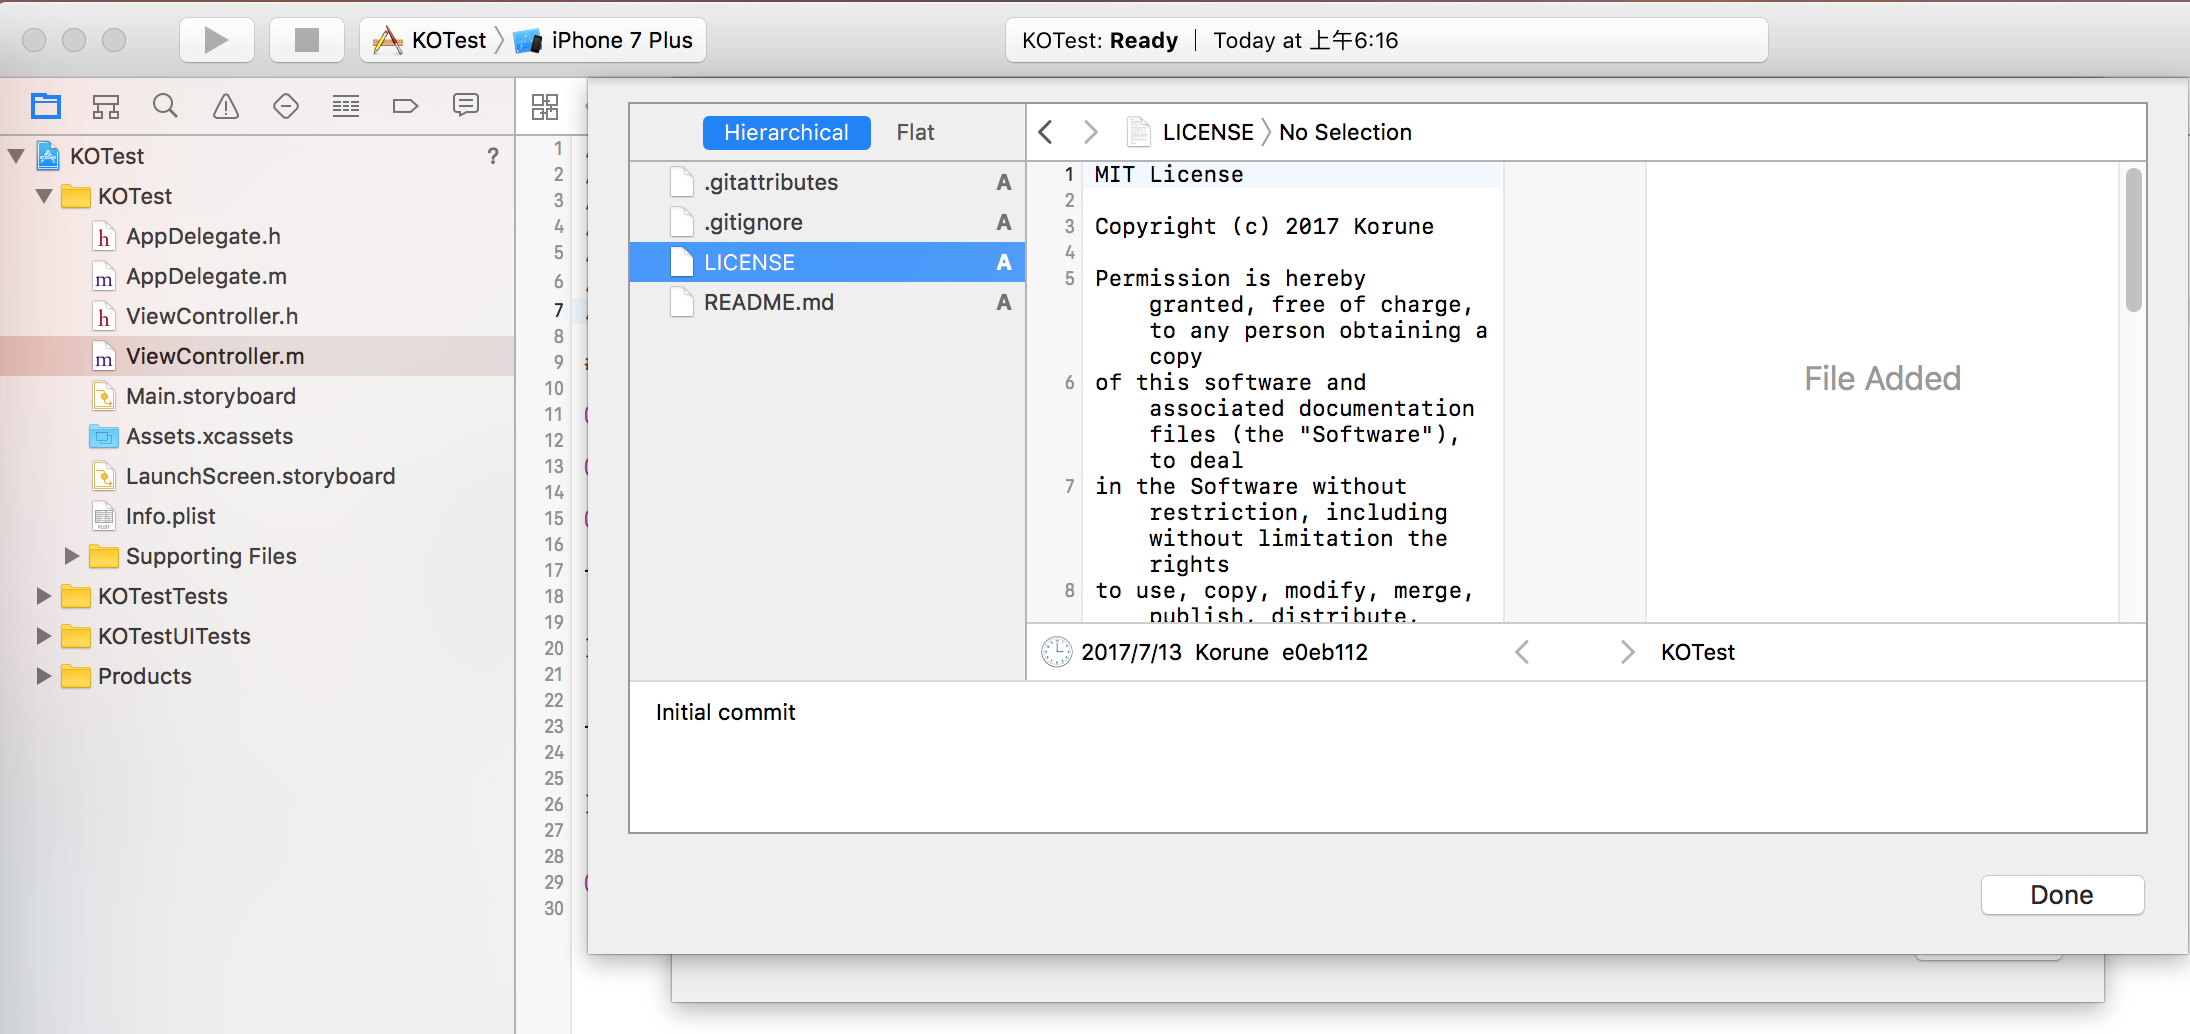 KOTest iPhone 7 Plus
KOTest: Ready | Today at 上午6:16
KOTest ?
KOTest
h AppDelegate.h
m AppDelegate.m
h ViewController.h
m ViewController.m
Main.storyboard
Assets.xcassets
LaunchScreen.storyboard
Info.plist
Supporting Files
KOTestTests
KOTestUITests
Products
1
2
3
4
5
6
7
8
9
10
11
12
13
14
15
16
17
18
19
20
21
22
23
24
25
26
27
28
29
30
Hierarchical Flat
.gitattributes A
.gitignore A
LICENSE A
README.md A
LICENSE No Selection
1 MIT License
2
3 Copyright (c) 2017 Korune
4
5 Permission is hereby
granted, free of charge,
to any person obtaining a
copy
6 of this software and
associated documentation
files (the "Software"),
to deal
7 in the Software without
restriction, including
without limitation the
rights
8 to use, copy, modify, merge,
publish, distribute,
File Added
2017/7/13 Korune e0eb112
KOTest
Initial commit
Done